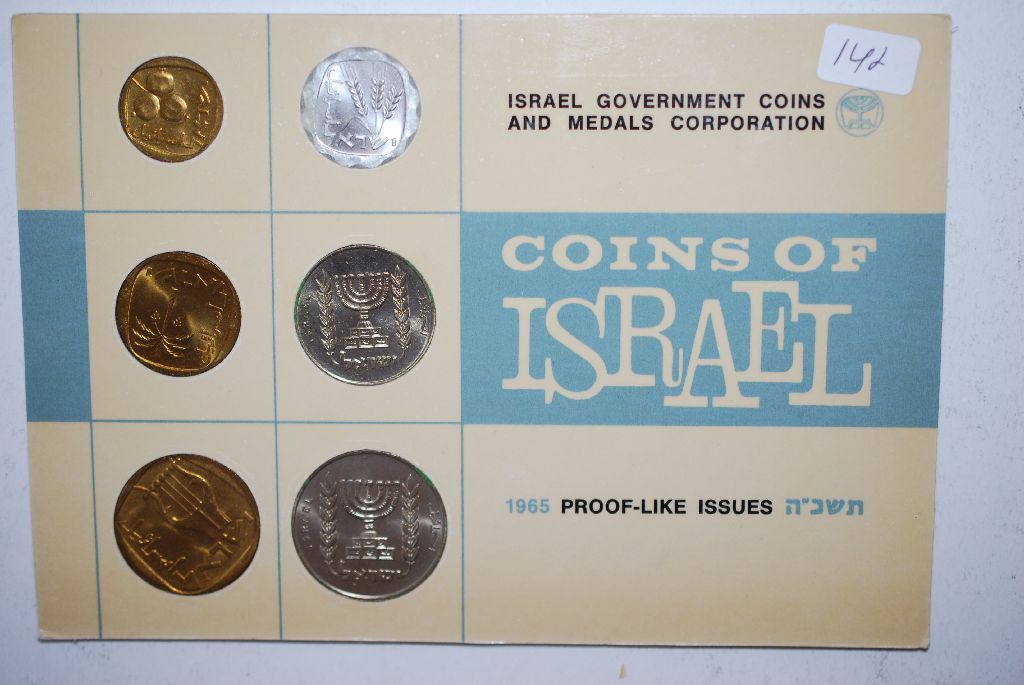 142
ISRAEL GOVERNMENT COINS
AND MEDALS CORPORATION
COINS OF
ISRAEL
1965 PROOF-LIKE ISSUES תשכ"ה